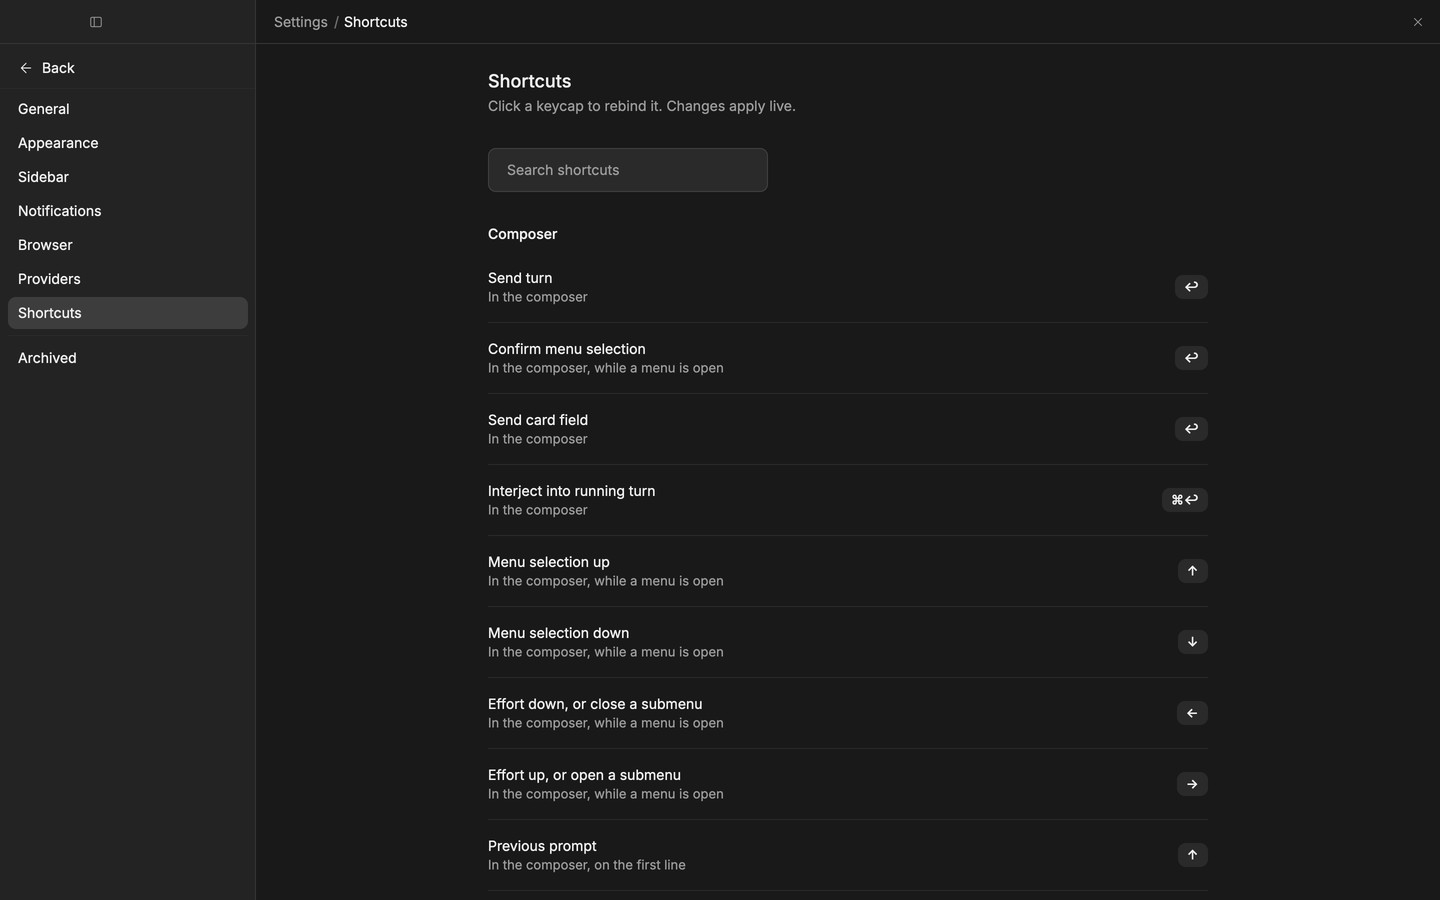 Settings / Shortcuts
Back
General
Appearance
Sidebar
Notifications
Browser
Providers
Shortcuts
Archived
Shortcuts
Click a keycap to rebind it. Changes apply live.
Search shortcuts
Composer
Send turn
In the composer
↩
Confirm menu selection
In the composer, while a menu is open
↩
Send card field
In the composer
↩
Interject into running turn
In the composer
⌘↩
Menu selection up
In the composer, while a menu is open
↑
Menu selection down
In the composer, while a menu is open
↓
Effort down, or close a submenu
In the composer, while a menu is open
←
Effort up, or open a submenu
In the composer, while a menu is open
→
Previous prompt
In the composer, on the first line
↑